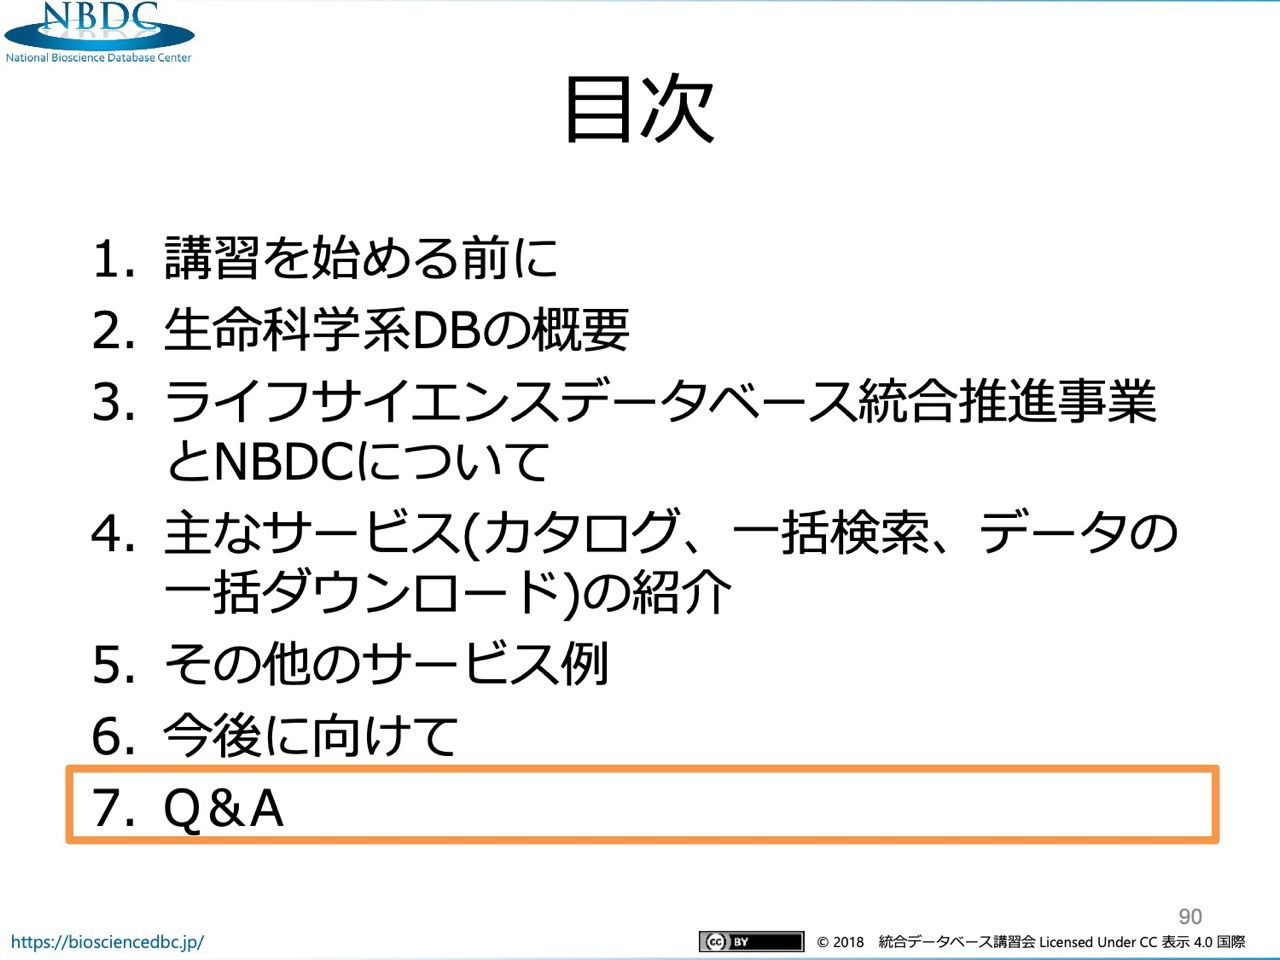 NBDC
National Bioscience Database Center
目次
1. 講習を始める前に
2. 生命科学系DBの概要
3. ライフサイエンスデータベース統合推進事業
とNBDCについて
4. 主なサービス(カタログ、一括検索、データの
一括ダウンロード)の紹介
5. その他のサービス例
6. 今後に向けて
7. Q&A
90
https://biosciencedbc.jp/
cc BY © 2018 統合データベース講習会 Licensed Under CC 表示 4.0 国際